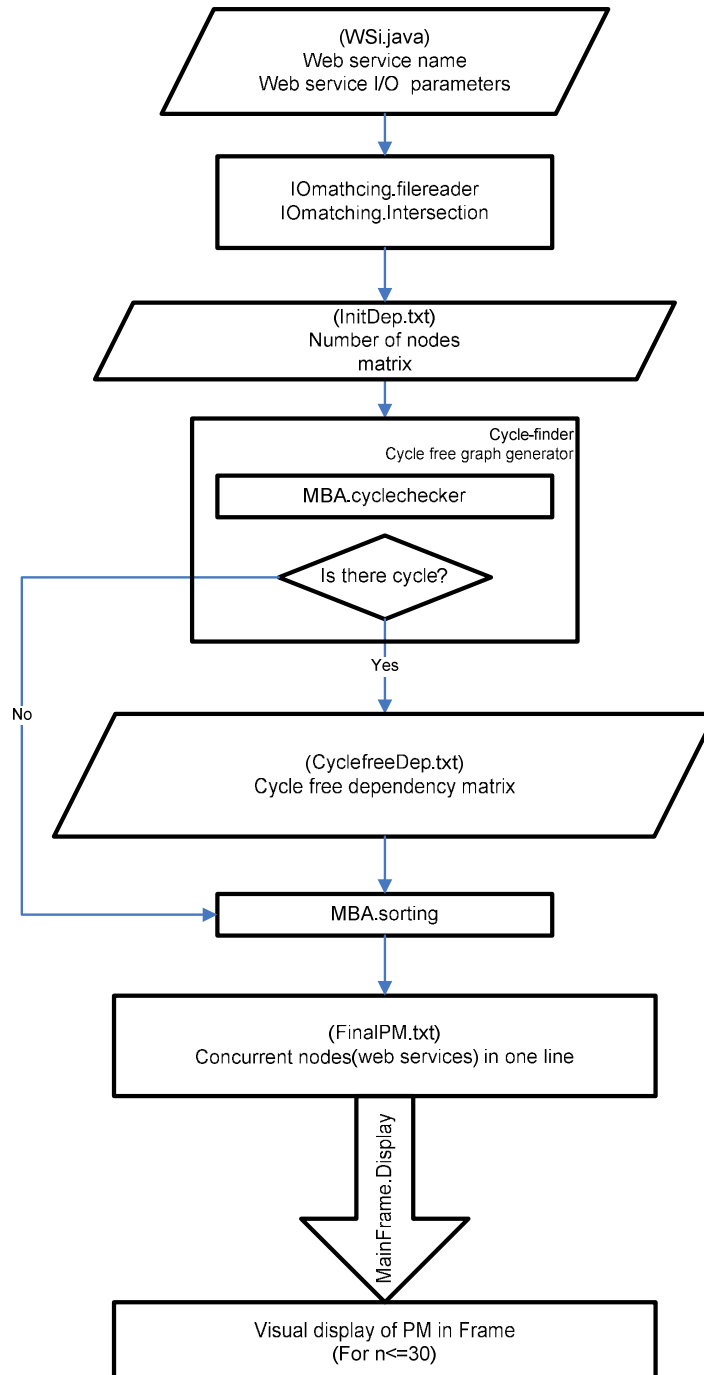 (WSi.java)
Web service name
Web service I/O parameters
IOmathcing.filereader
IOmatching.Intersection
(InitDep.txt)
Number of nodes
matrix
Cycle-finder
Cycle free graph generator
MBA.cyclechecker
Is there cycle?
Yes
No
(CyclefreeDep.txt)
Cycle free dependency matrix
MBA.sorting
(FinalPM.txt)
Concurrent nodes(web services) in one line
MainFrame.Display
Visual display of PM in Frame
(For n<=30)